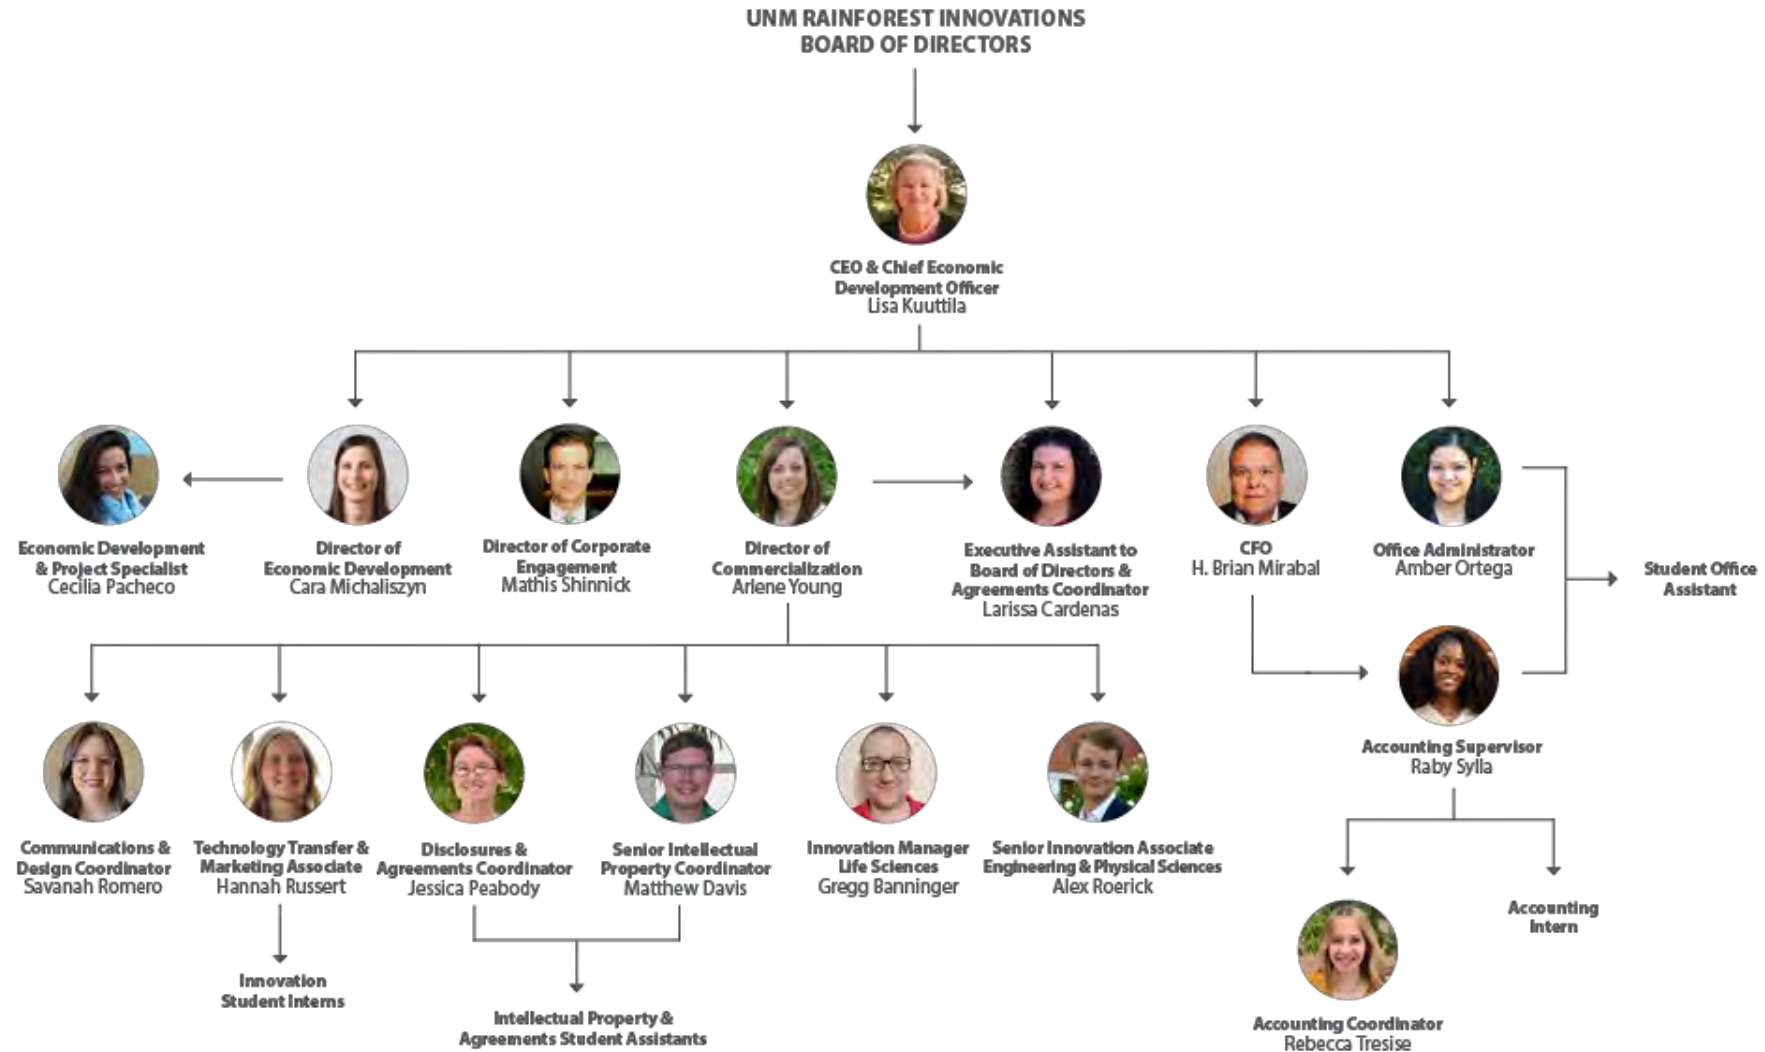 UNM RAINFOREST INNOVATIONS
BOARD OF DIRECTORS
CEO & Chief Economic
Development Officer
Lisa Kuuttila
Economic Development
& Project Specialist
Cecilia Pacheco
Director of
Economic Development
Cara Michaliszyn
Director of Corporate
Engagement
Mathis Shinnick
Director of
Commercialization
Arlene Young
Executive Assistant to
Board of Directors &
Agreements Coordinator
Larissa Cardenas
CFO
H. Brian Mirabal
Office Administrator
Amber Ortega
Student Office
Assistant
Accounting Supervisor
Raby Sylla
Communications &
Design Coordinator
Savanah Romero
Technology Transfer &
Marketing Associate
Hannah Russert
Disclosures &
Agreements Coordinator
Jessica Peabody
Senior Intellectual
Property Coordinator
Matthew Davis
Innovation Manager
Life Sciences
Gregg Banninger
Senior Innovation Associate
Engineering & Physical Sciences
Alex Roerick
Accounting
Intern
Innovation
Student Interns
Intellectual Property &
Agreements Student Assistants
Accounting Coordinator
Rebecca Tresise